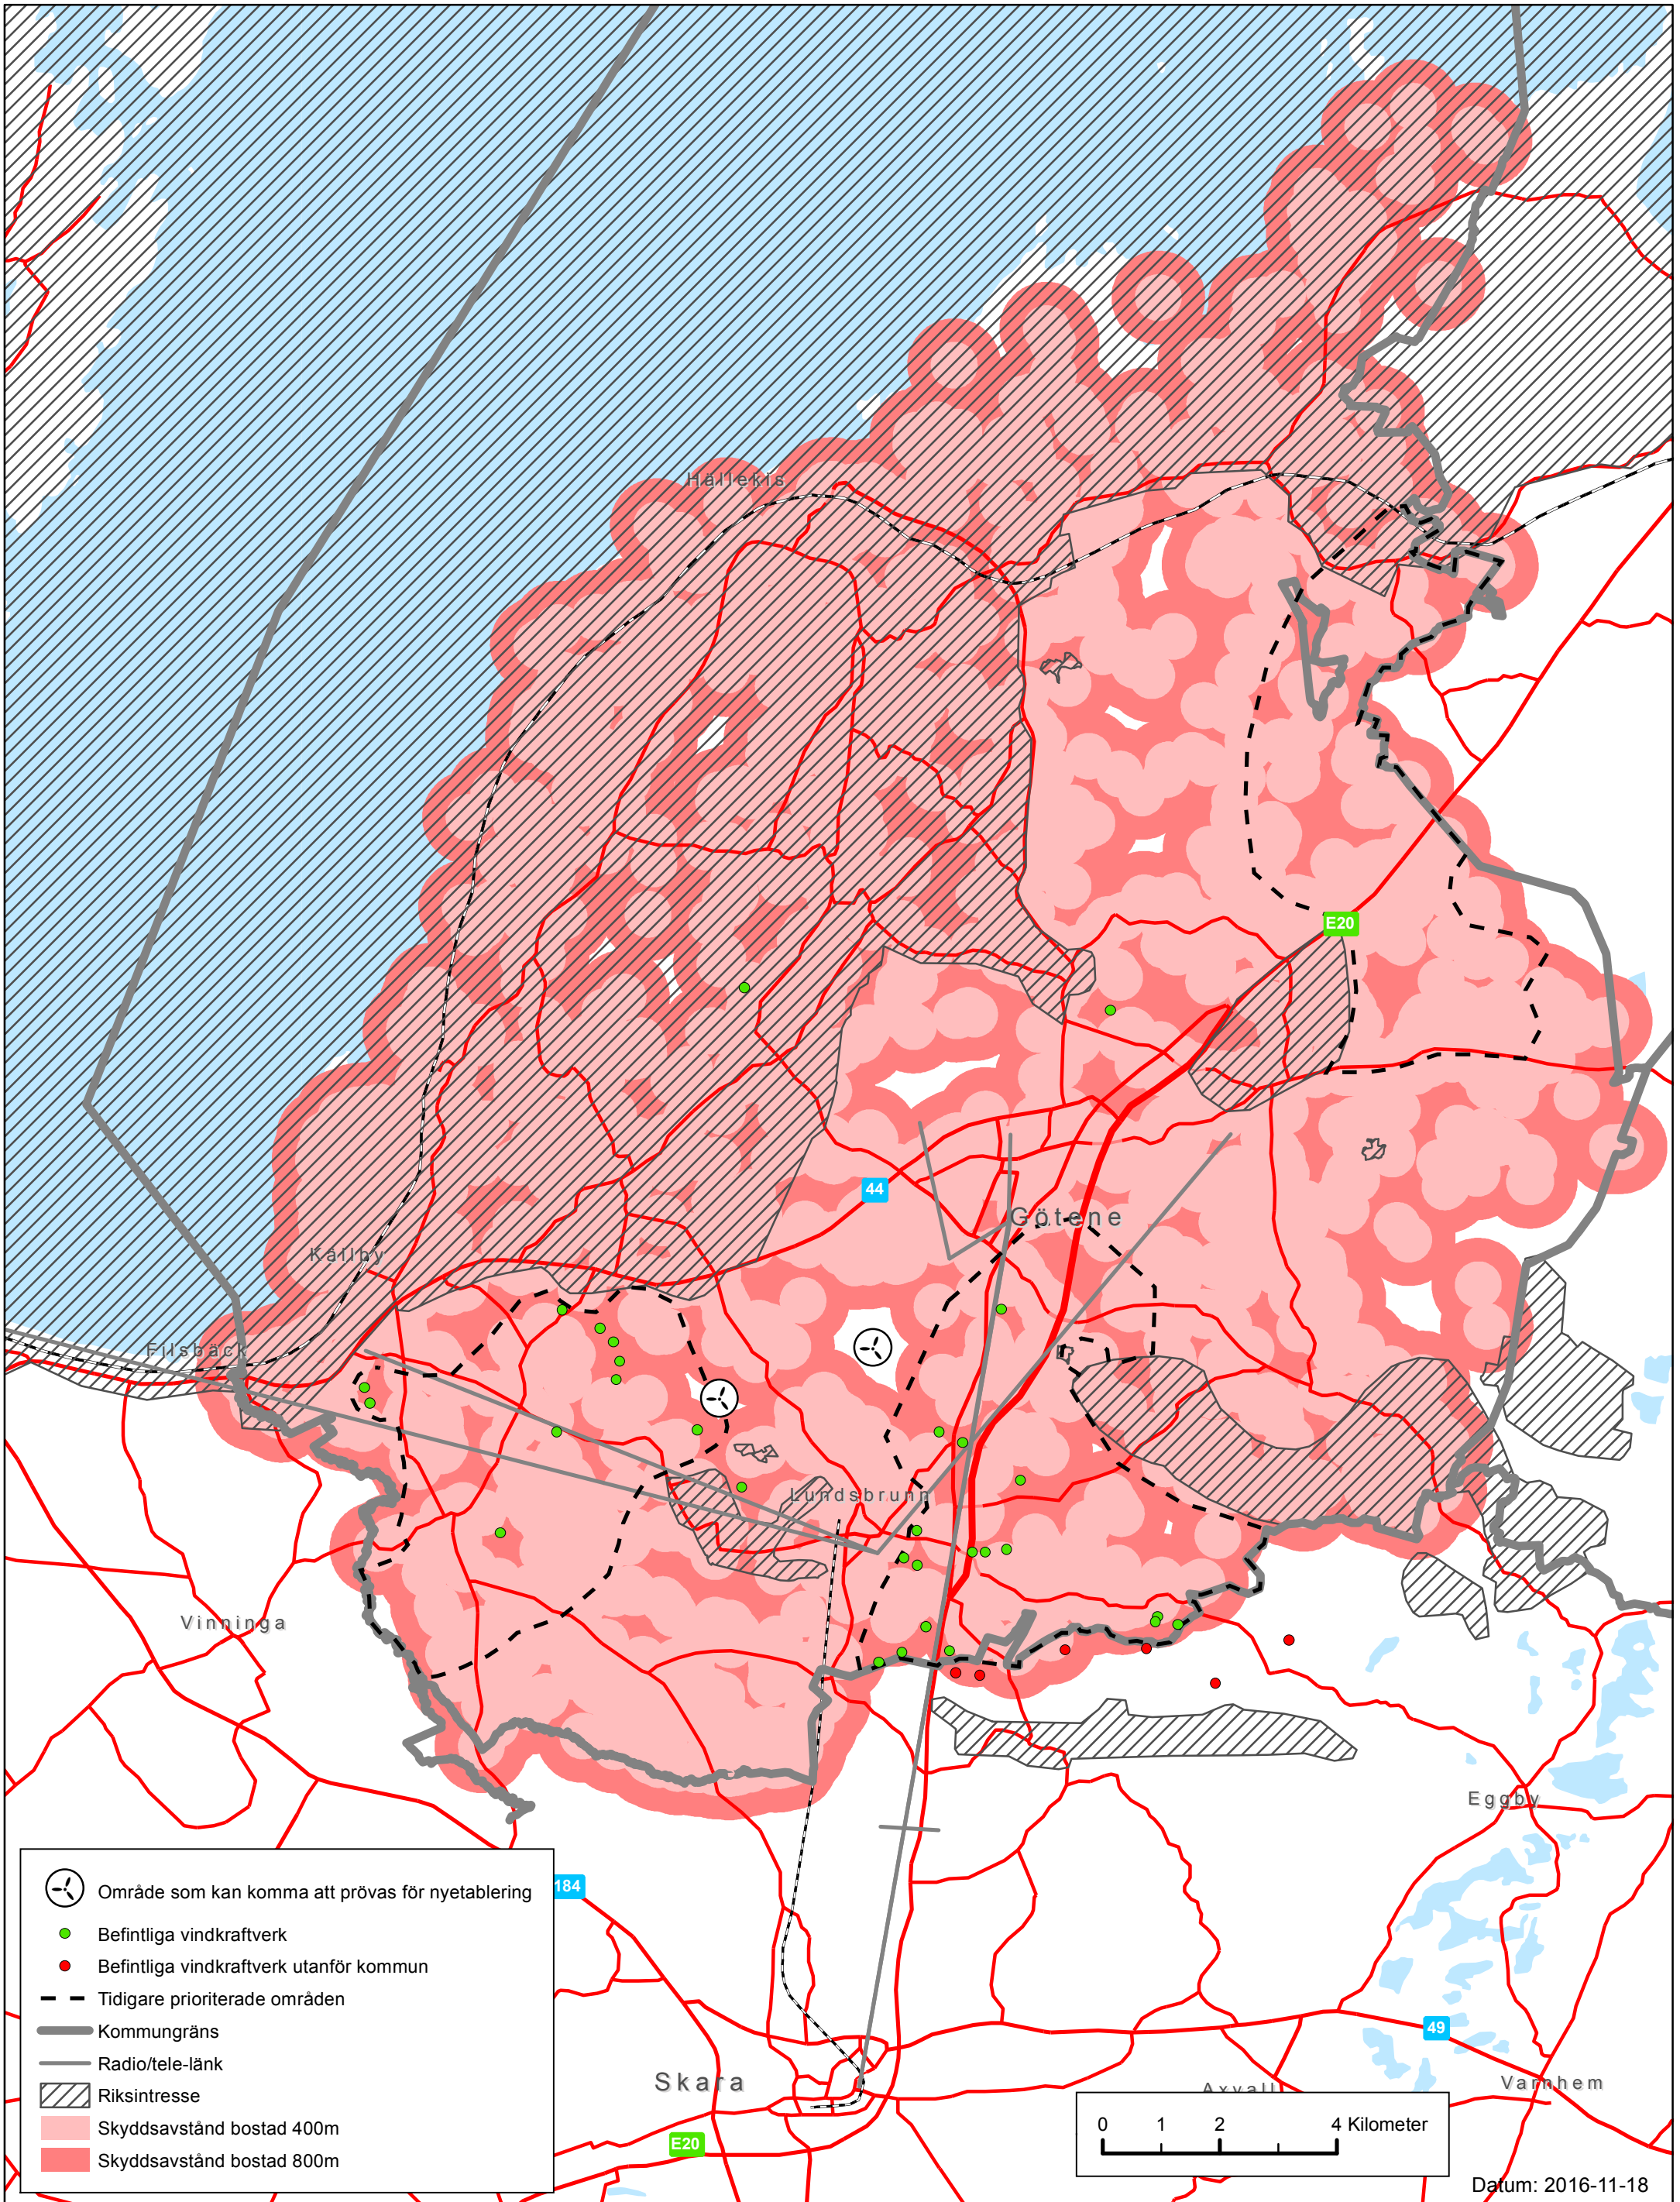 Hällekis
E20
44
Götene
Källby
Filsbäck
Lundsbrunn
Vinninga
Eggby
184
49
Skara
Axvall
Varnhem
E20
Område som kan komma att prövas för nyetablering
Befintliga vindkraftverk
Befintliga vindkraftverk utanför kommun
Tidigare prioriterade områden
Kommungräns
Radio/tele-länk
Riksintresse
Skyddsavstånd bostad 400m
Skyddsavstånd bostad 800m
0 1 2 4 Kilometer
Datum: 2016-11-18